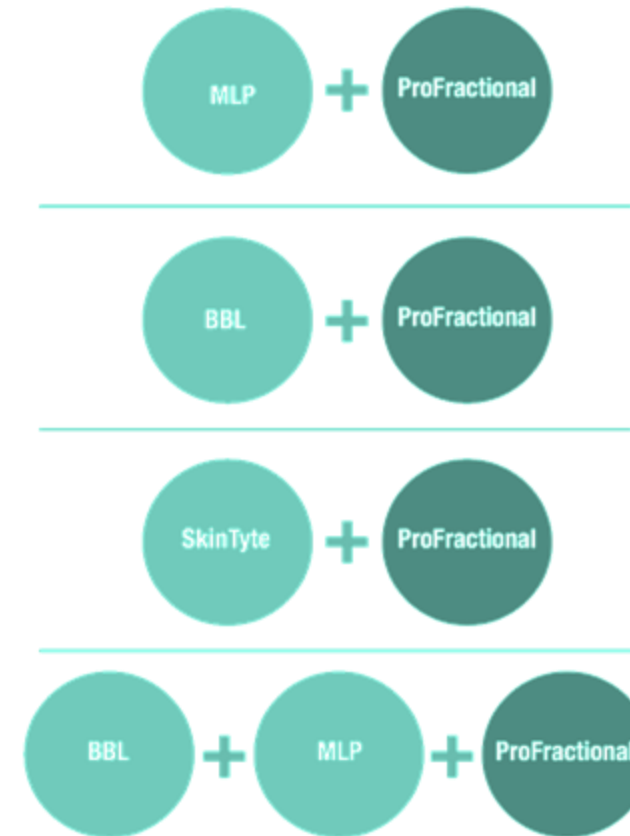 MLP + ProFractional
BBL + ProFractional
SkinTyte + ProFractional
BBL + MLP + ProFractional